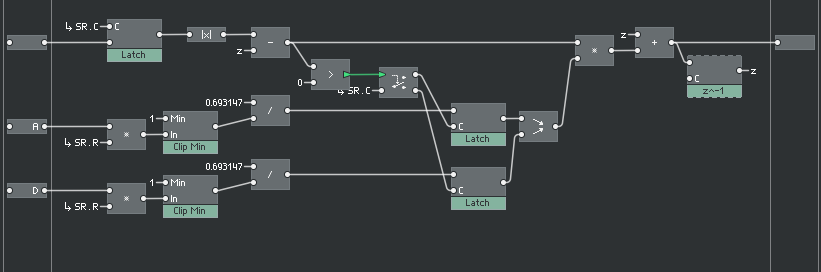 SR.C C
Latch
|x|
z -
0 >
SR.C
*
z +
C z
z^-1
A
SR.R *
1 Min
In
Clip Min
0.693147 /
C
Latch
D
SR.R *
1 Min
In
Clip Min
0.693147 /
C
Latch